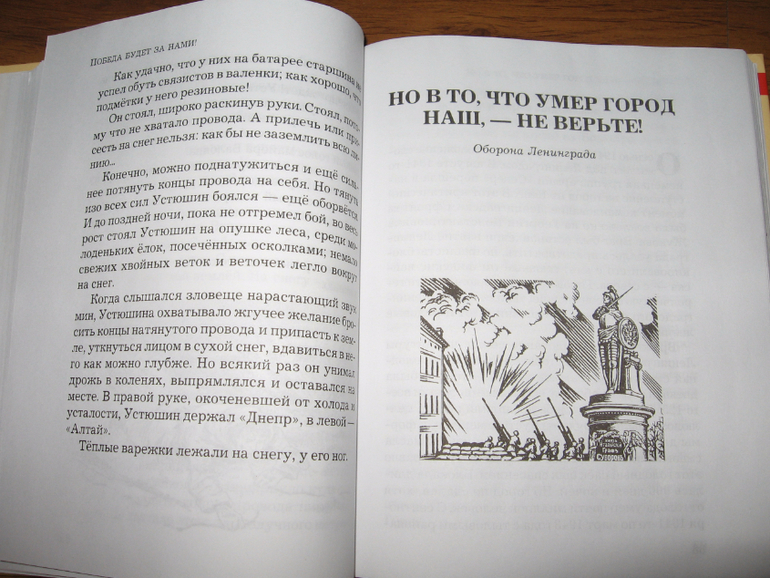 ПОБЕДА БУДЕТ ЗА НАМИ!
Как удачно, что у них на батарее старшина не
успел обуть связистов в валенки; как хорошо, что
подмётки у него резиновые!
Он стоял, широко раскинув руки. Стоял, пото-
му что не хватало провода. А прилечь или при-
сесть на снег нельзя: как бы не заземлить всю ли-
нию...
Конечно, можно поднатужиться и ещё силь-
нее потянуть концы провода на себя. Но тянуть
изо всех сил Устюшин боялся — ещё оборвётся.
И до поздней ночи, пока не отгремел бой, во весь
рост стоял Устюшин на опушке леса, среди мо-
лоденьких ёлок, посечённых осколками; немало
свежих хвойных веток и веточек легло вокруг
на снег.
Когда слышался зловеще нарастающий звук
мин, Устюшина охватывало жгучее желание бро-
сить концы натянутого провода и припасть к зем-
ле, уткнуться лицом в сухой снег, вдавиться в не-
го как можно глубже. Но всякий раз он унимал
дрожь в коленях, выпрямлялся и оставался на
месте. В правой руке, окоченевшей от холода и
усталости, Устюшин держал «Днепр», в левой—
«Алтай».
Тёплые варежки лежали на снегу, у его ног.
НО В ТО, ЧТО УМЕР ГОРОД
НАШ, — НЕ ВЕРЬТЕ!
Оборона Ленинграда